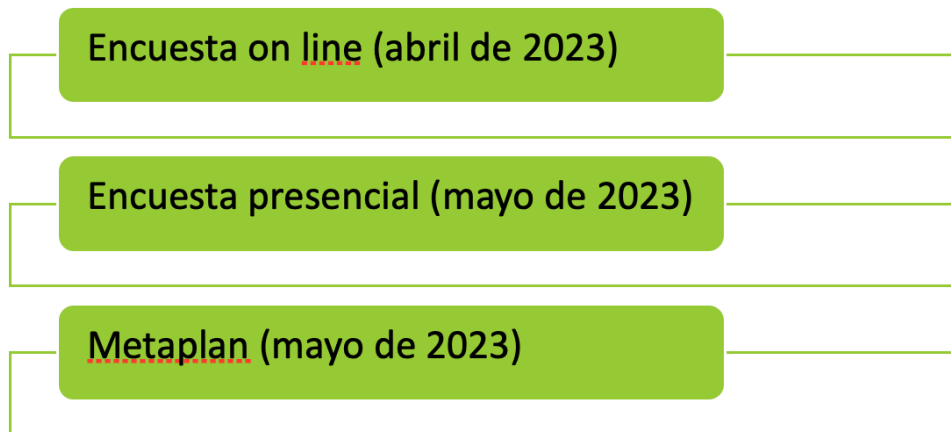 Encuesta on line (abril de 2023)
Encuesta presencial (mayo de 2023)
Metaplan (mayo de 2023)